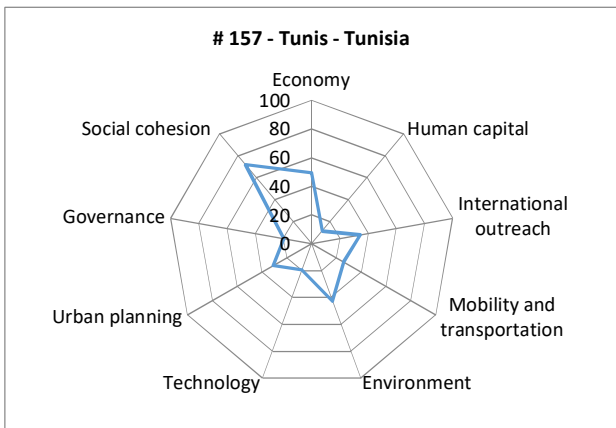 # 157 - Tunis - Tunisia
Economy
100
80
60
40
20
0
Human capital
International
outreach
Mobility and
transportation
Environment
Technology
Urban planning
Governance
Social cohesion